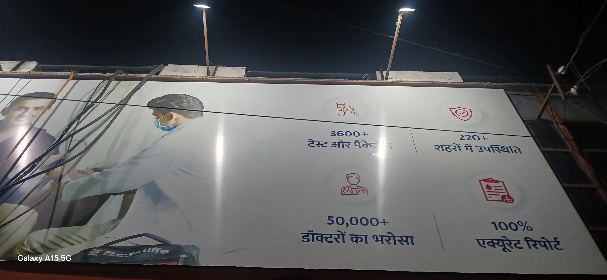 3600+
टेस्ट और पैकेज
220+
शहरों में उपस्थिति
50,000+
डॉक्टरों का भरोसा
100%
एक्यूरेट रिपोर्ट
Galaxy A15 5G